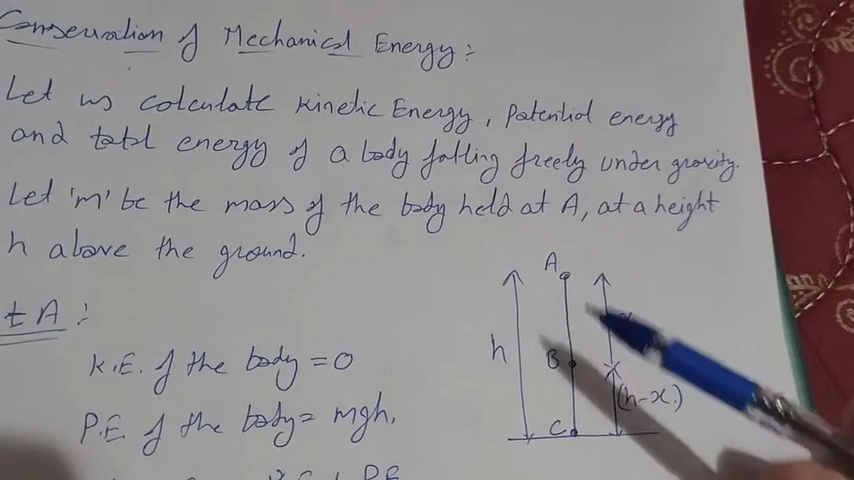 Conservation of Mechanical Energy :
Let us calculate kinetic Energy, Potential energy
and total energy of a body falling freely under gravity.
Let 'm' be the mass of the body held at A, at a height
h above the ground.
t A :
K.E. of the body = 0
P.E. of the body = mgh,
A
h
B
(h-x)
C